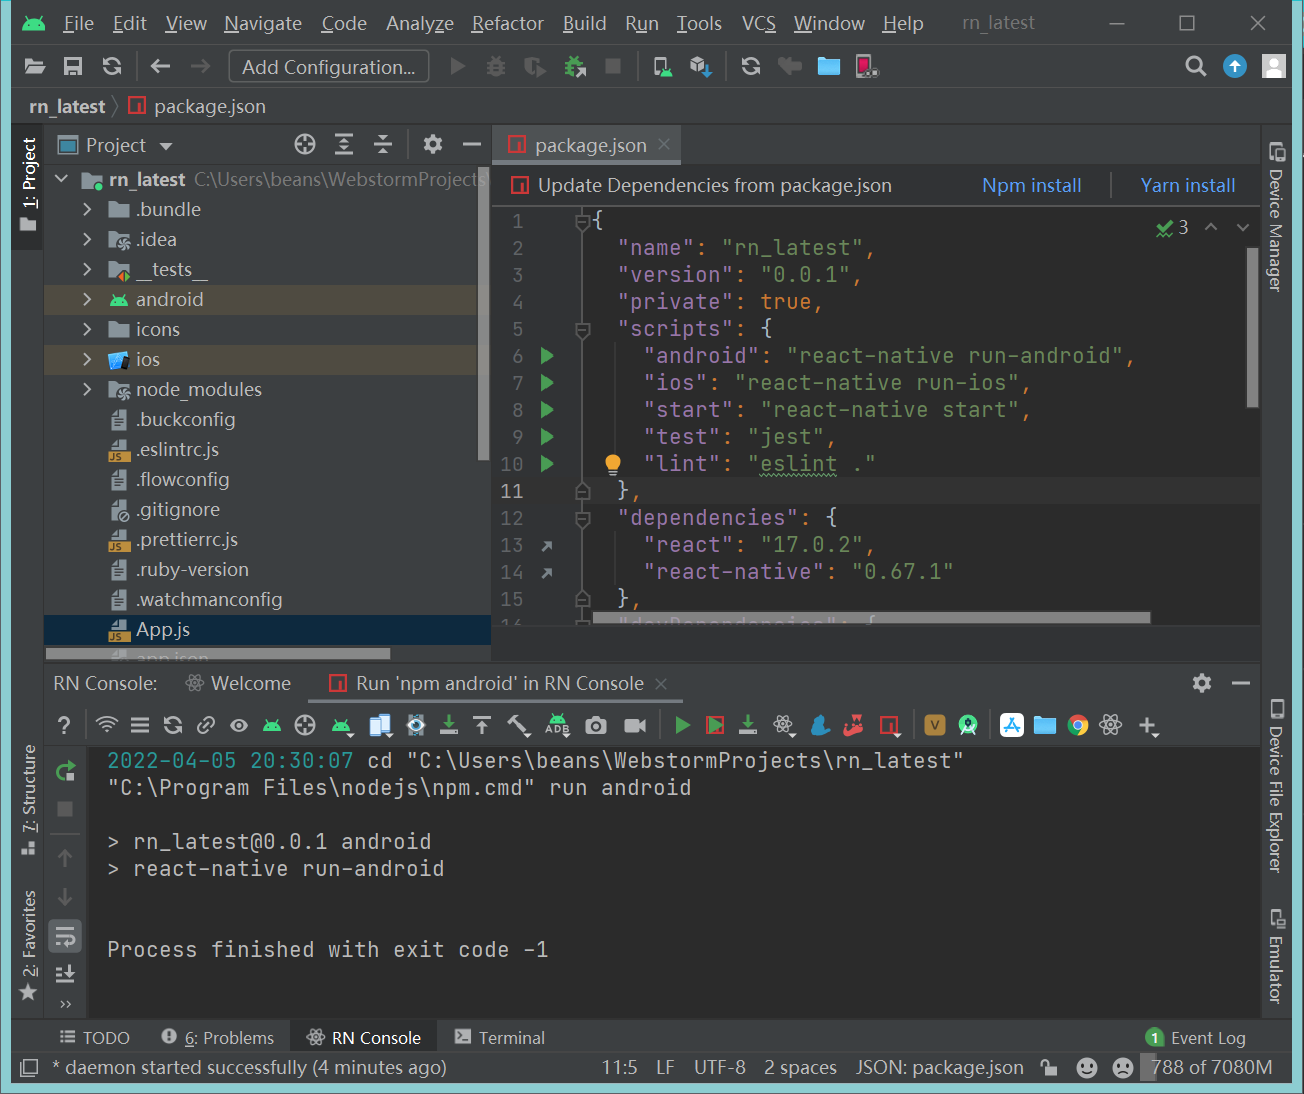 File Edit View Navigate Code Analyze Refactor Build Run Tools VCS Window Help rn_latest
Add Configuration...
rn_latest package.json
1: Project
Project
rn_latest C:\Users\beans\WebstormProjects
.bundle
.idea
__tests__
android
icons
ios
node_modules
.buckconfig
.eslintrc.js
.flowconfig
.gitignore
.prettierrc.js
.ruby-version
.watchmanconfig
App.js
app.json
package.json
Update Dependencies from package.json Npm install Yarn install
3
1 {
2 "name": "rn_latest",
3 "version": "0.0.1",
4 "private": true,
5 "scripts": {
6 "android": "react-native run-android",
7 "ios": "react-native run-ios",
8 "start": "react-native start",
9 "test": "jest",
10 "lint": "eslint ."
11 },
12 "dependencies": {
13 "react": "17.0.2",
14 "react-native": "0.67.1"
15 },
16 "devDependencies": {
Device Manager
RN Console: Welcome Run 'npm android' in RN Console
? ADB V
2022-04-05 20:30:07 cd "C:\Users\beans\WebstormProjects\rn_latest"
"C:\Program Files\nodejs\npm.cmd" run android
> rn_latest@0.0.1 android
> react-native run-android
Process finished with exit code -1
7: Structure
2: Favorites
Device File Explorer
Emulator
TODO 6: Problems RN Console Terminal 1 Event Log
* daemon started successfully (4 minutes ago) 11:5 LF UTF-8 2 spaces JSON: package.json 788 of 7080M